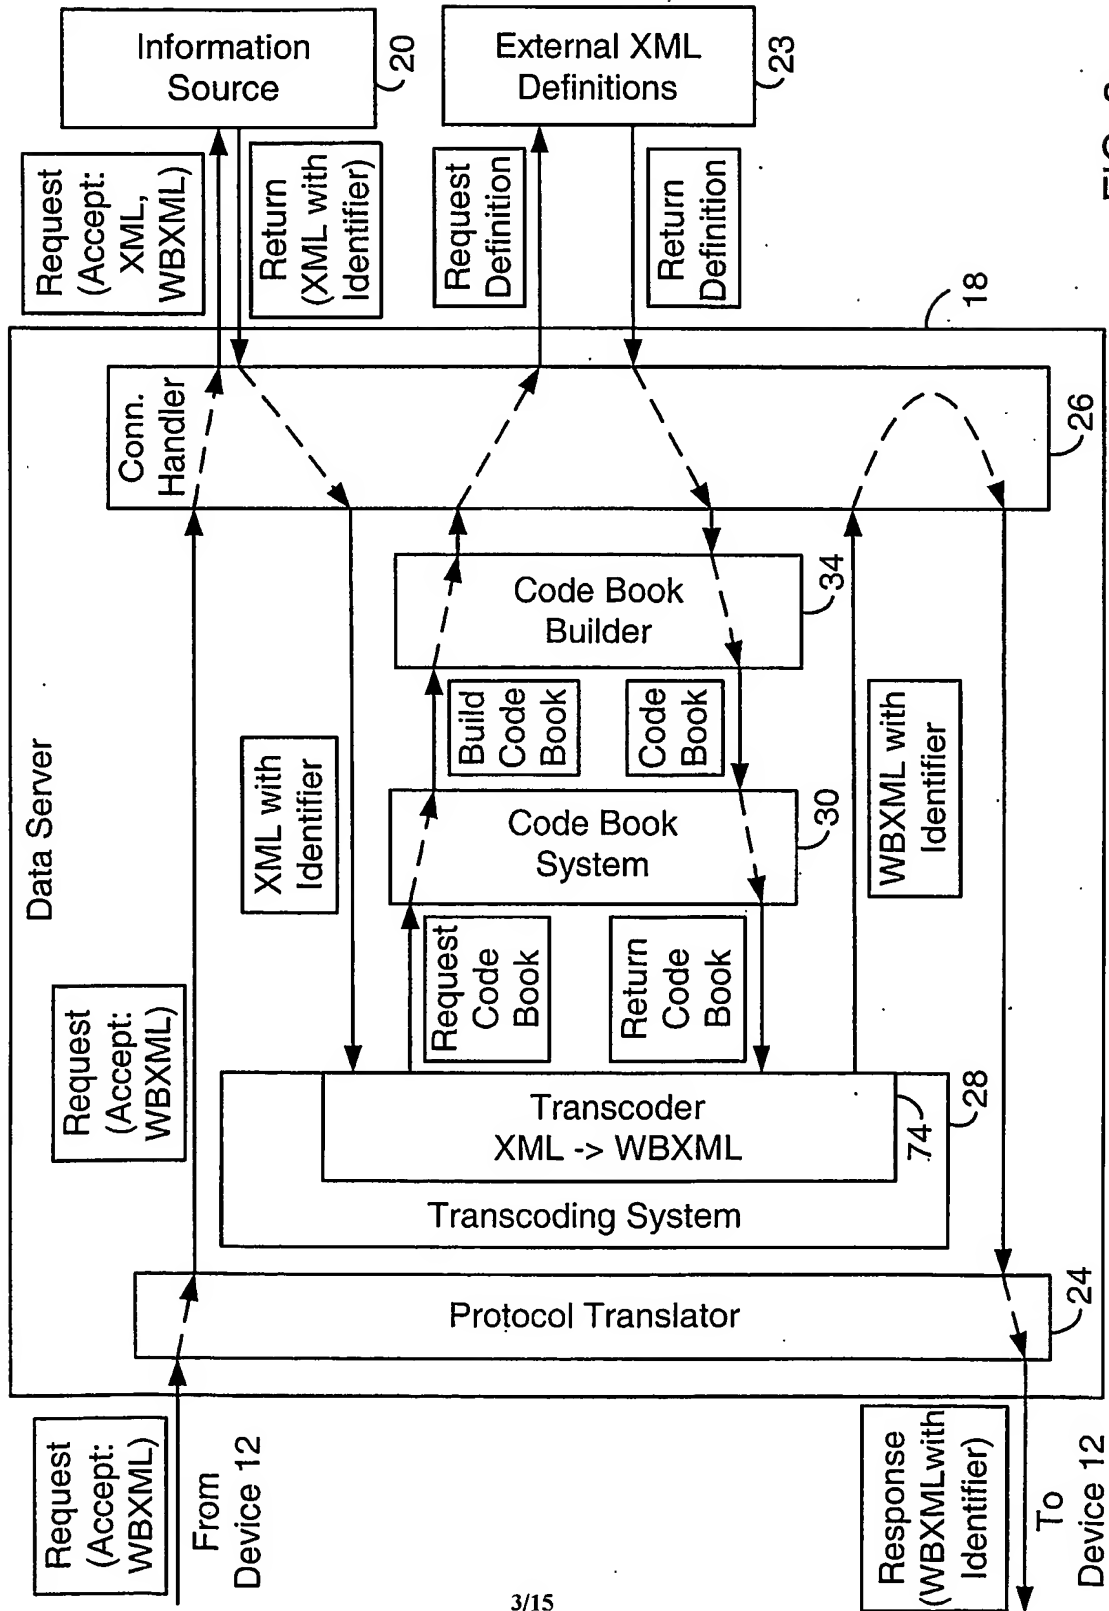 Data Server
Information
Source
20
External XML
Definitions
23
Request
(Accept:
XML,
WBXML)
Return
(XML with
Identifier)
Request
Definition
Return
Definition
18
Conn.
Handler
26
Code Book
Builder
34
Build
Code
Book
Code
Book
XML with
Identifier
Code Book
System
30
WBXML with
Identifier
Request
Code
Book
Return
Code
Book
Request
(Accept:
WBXML)
Transcoder
XML -> WBXML
74
Transcoding System
28
Protocol Translator
24
Request
(Accept:
WBXML)
From
Device 12
Response
(WBXMLwith
Identifier)
To
Device 12
FIG.
3/15